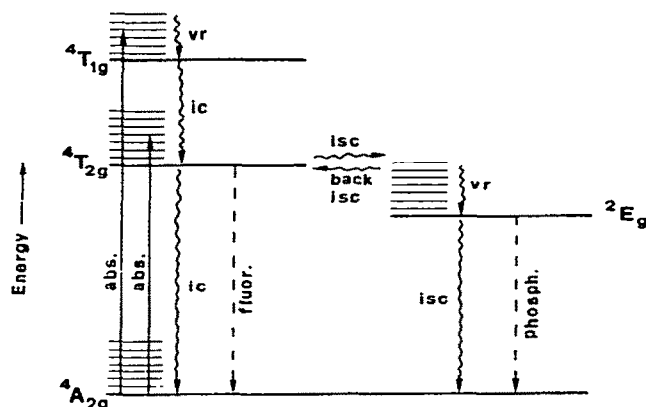 vr
⁴T₁g
ic
isc
⁴T₂g
back
isc
vr
²Eg
Energy
abs.
abs.
ic
fluor.
isc
phosph.
⁴A₂g